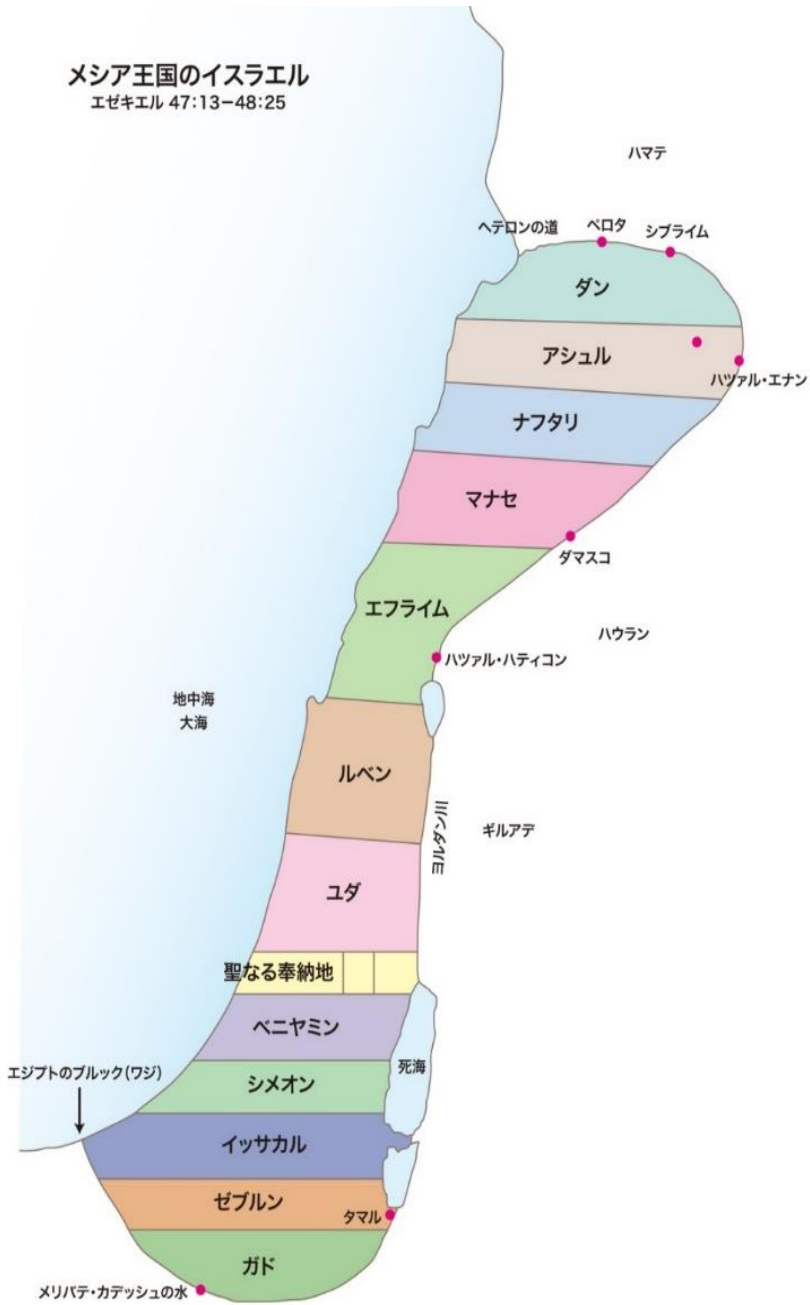 メシア王国のイスラエル
エゼキエル 47:13-48:25
ハマテ
ヘテロンの道
ベロタ
シブライム
ダン
アシュル
ハツァル・エナン
ナフタリ
マナセ
ダマスコ
エフライム
ハウラン
ハツァル・ハティコン
地中海
大海
ルベン
ヨルダン川
ギルアデ
ユダ
聖なる奉納地
ベニヤミン
エジプトのブルック(ワジ)
死海
シメオン
イッサカル
ゼブルン
タマル
ガド
メリバテ・カデッシュの水